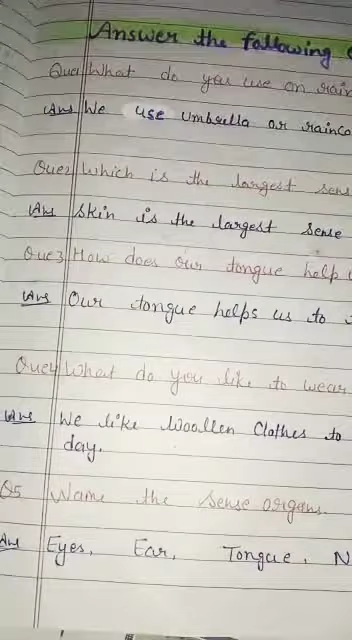 Answer the following
Que1 What do you use on rain
Ans We use umbrella or rainco
Que2 Which is the largest sens
Ans Skin is the largest sense
Que3 How does our tongue help
Ans Our tongue helps us to
Que4 What do you like to wear
Ans We like Woollen Clothes to
day.
Q5 Name the sense organs.
Ans Eyes, Ear, Tongue, N